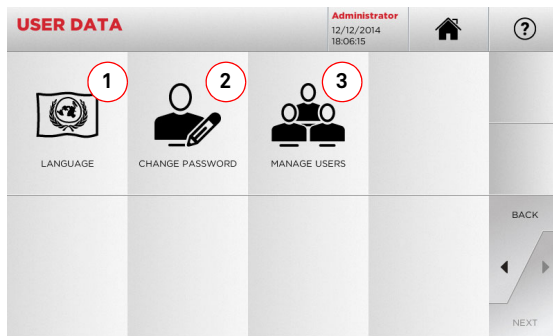 USER DATA
Administrator
12/12/2014
18:06:15
?
1
2
3
LANGUAGE
CHANGE PASSWORD
MANAGE USERS
BACK
NEXT